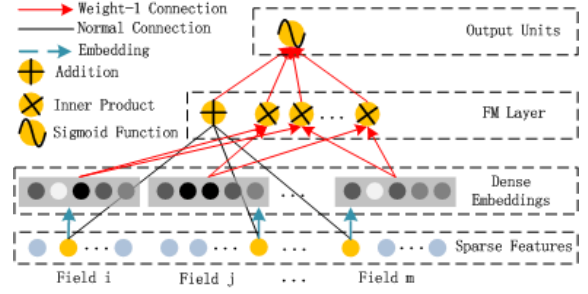 Weight-1 Connection
Normal Connection
Embedding
Addition
Inner Product
Sigmoid Function
Output Units
FM Layer
...
Dense
Embeddings
...
Sparse Features
... ... ... ...
Field i Field j ... Field m